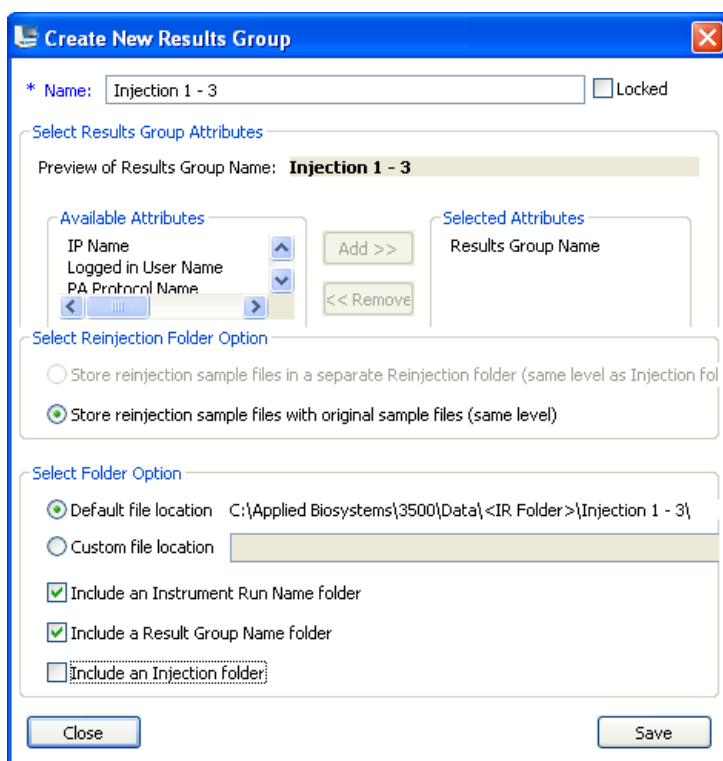 Create New Results Group
* Name: Injection 1 - 3 Locked
Select Results Group Attributes
Preview of Results Group Name: Injection 1 - 3
Available Attributes
IP Name
Logged in User Name
PA Protocol Name
Add >>
<< Remove
Selected Attributes
Results Group Name
Select Reinjection Folder Option
Store reinjection sample files in a separate Reinjection folder (same level as Injection fol
Store reinjection sample files with original sample files (same level)
Select Folder Option
Default file location C:\Applied Biosystems\3500\Data\<IR Folder>\Injection 1 - 3\
Custom file location
Include an Instrument Run Name folder
Include a Result Group Name folder
Include an Injection folder
Close Save